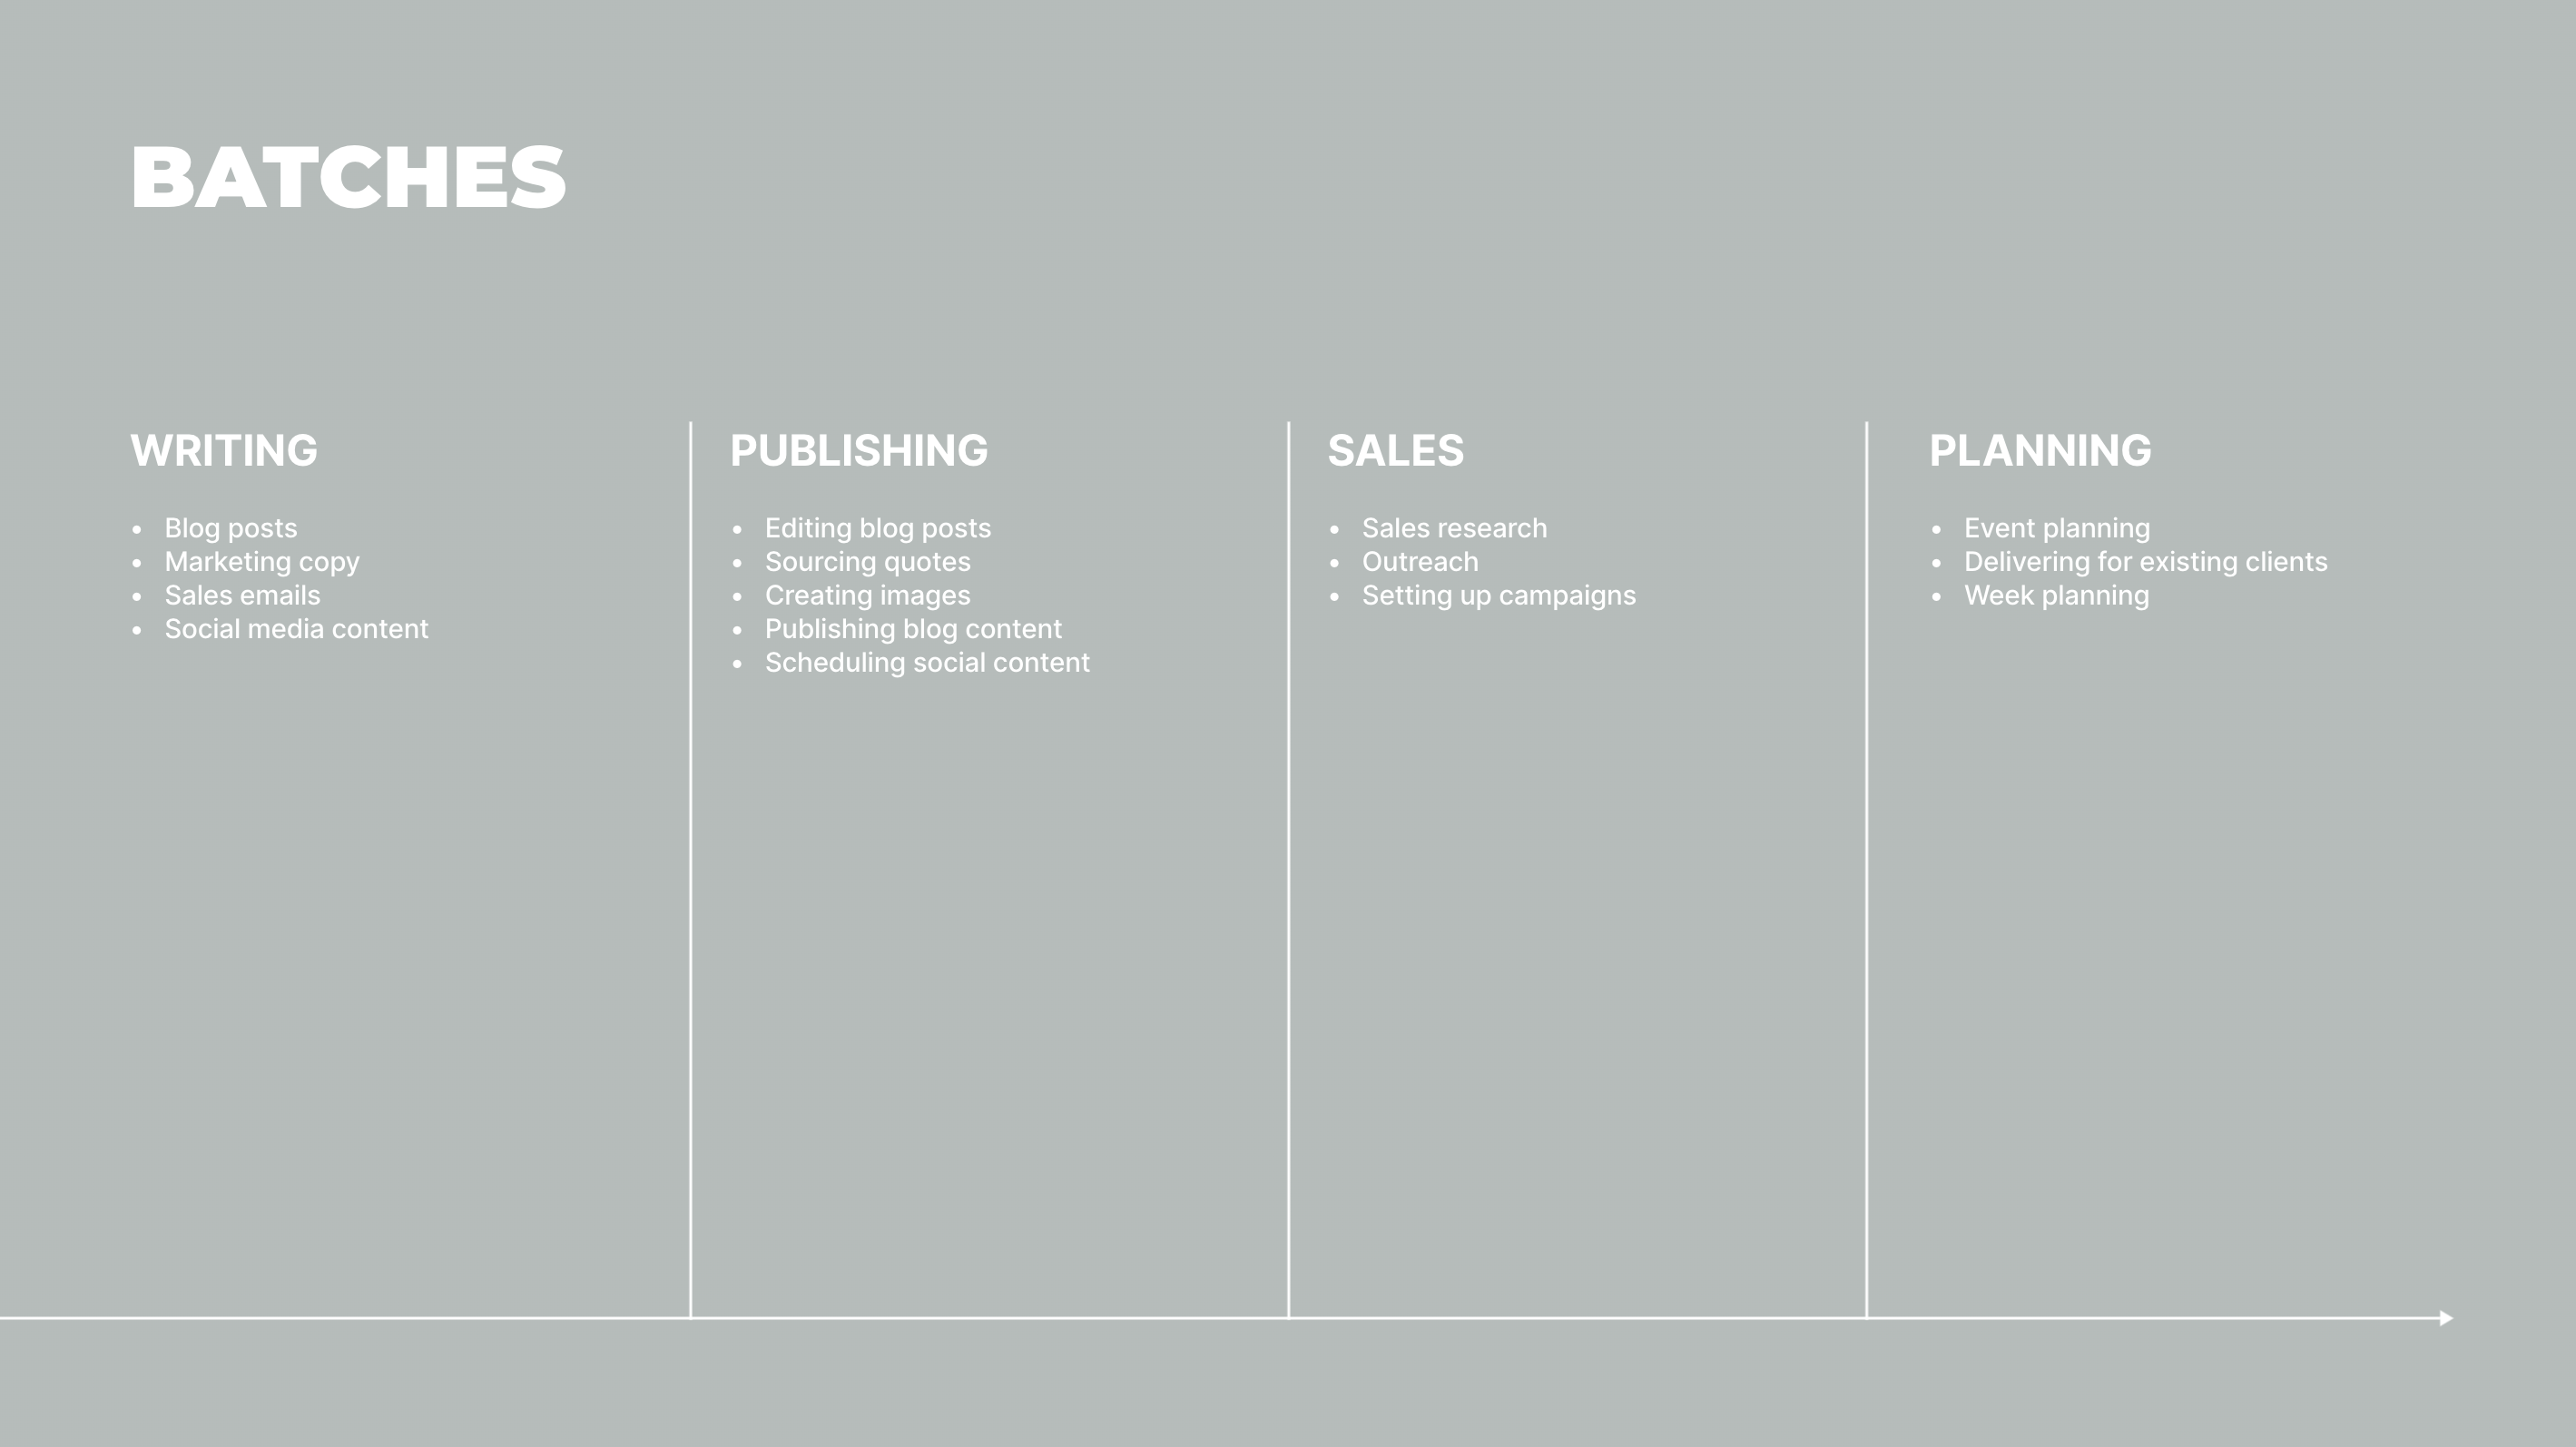 BATCHES
WRITING
• Blog posts
• Marketing copy
• Sales emails
• Social media content
PUBLISHING
• Editing blog posts
• Sourcing quotes
• Creating images
• Publishing blog content
• Scheduling social content
SALES
• Sales research
• Outreach
• Setting up campaigns
PLANNING
• Event planning
• Delivering for existing clients
• Week planning